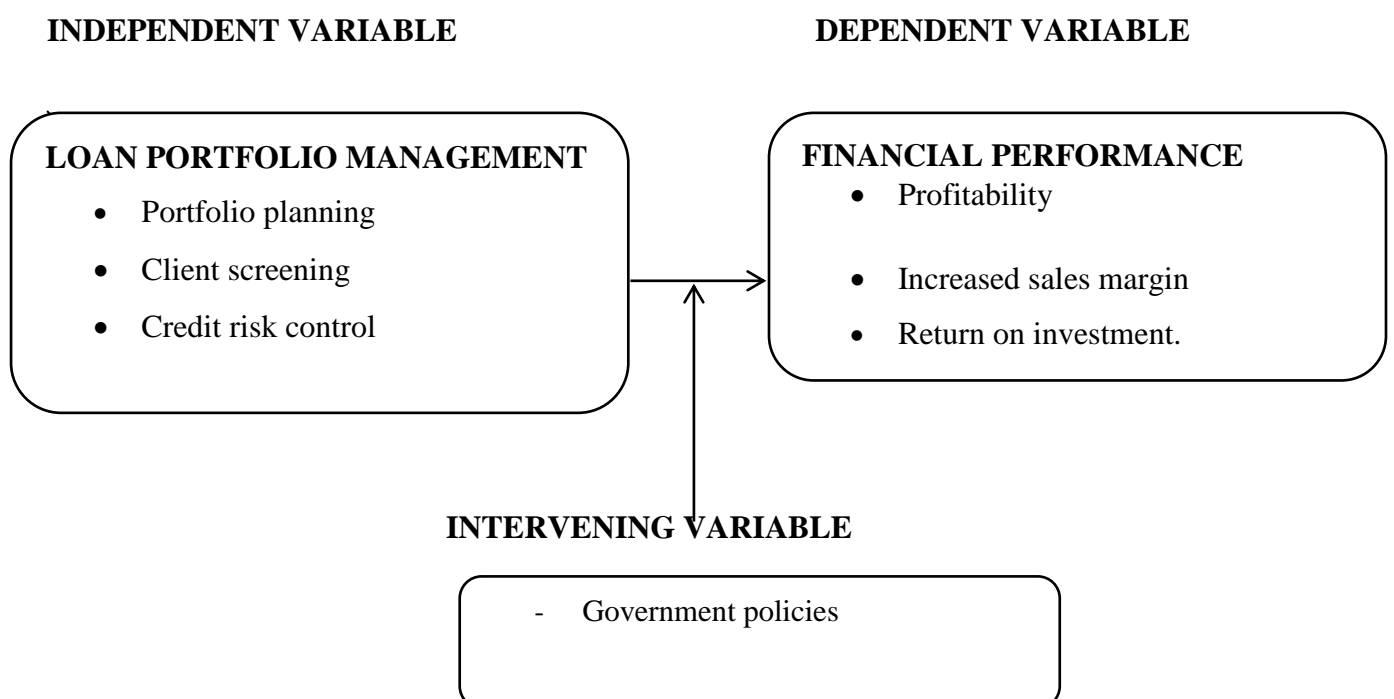 INDEPENDENT VARIABLE
DEPENDENT VARIABLE
LOAN PORTFOLIO MANAGEMENT
• Portfolio planning
• Client screening
• Credit risk control
FINANCIAL PERFORMANCE
• Profitability
• Increased sales margin
• Return on investment.
INTERVENING VARIABLE
- Government policies